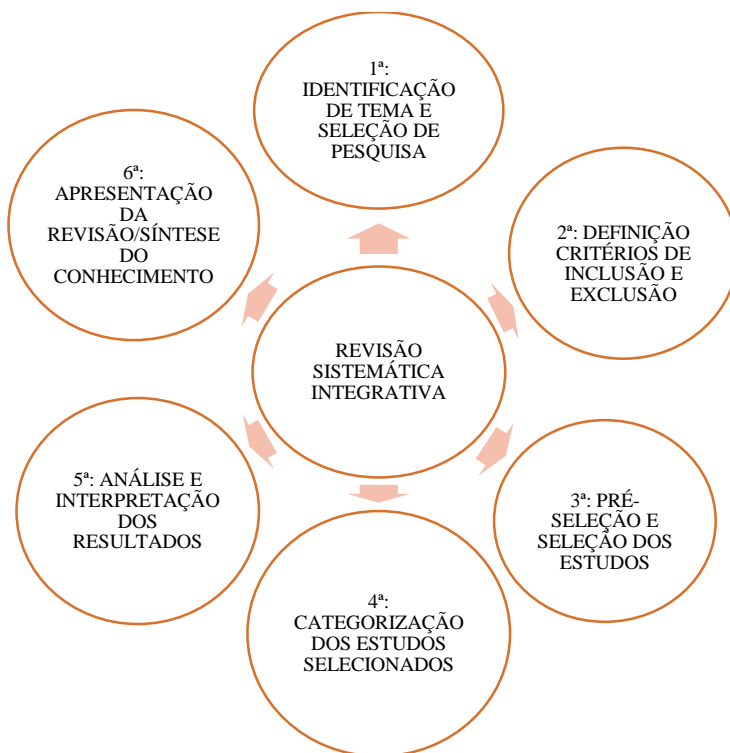 1ª:
IDENTIFICAÇÃO
DE TEMA E
SELEÇÃO DE
PESQUISA
2ª: DEFINIÇÃO
CRITÉRIOS DE
INCLUSÃO E
EXCLUSÃO
3ª: PRÉ-
SELEÇÃO E
SELEÇÃO DOS
ESTUDOS
4ª:
CATEGORIZAÇÃO
DOS ESTUDOS
SELECIONADOS
5ª: ANÁLISE E
INTERPRETAÇÃO
DOS
RESULTADOS
6ª:
APRESENTAÇÃO
DA
REVISÃO/SÍNTESE
DO
CONHECIMENTO
REVISÃO
SISTEMÁTICA
INTEGRATIVA